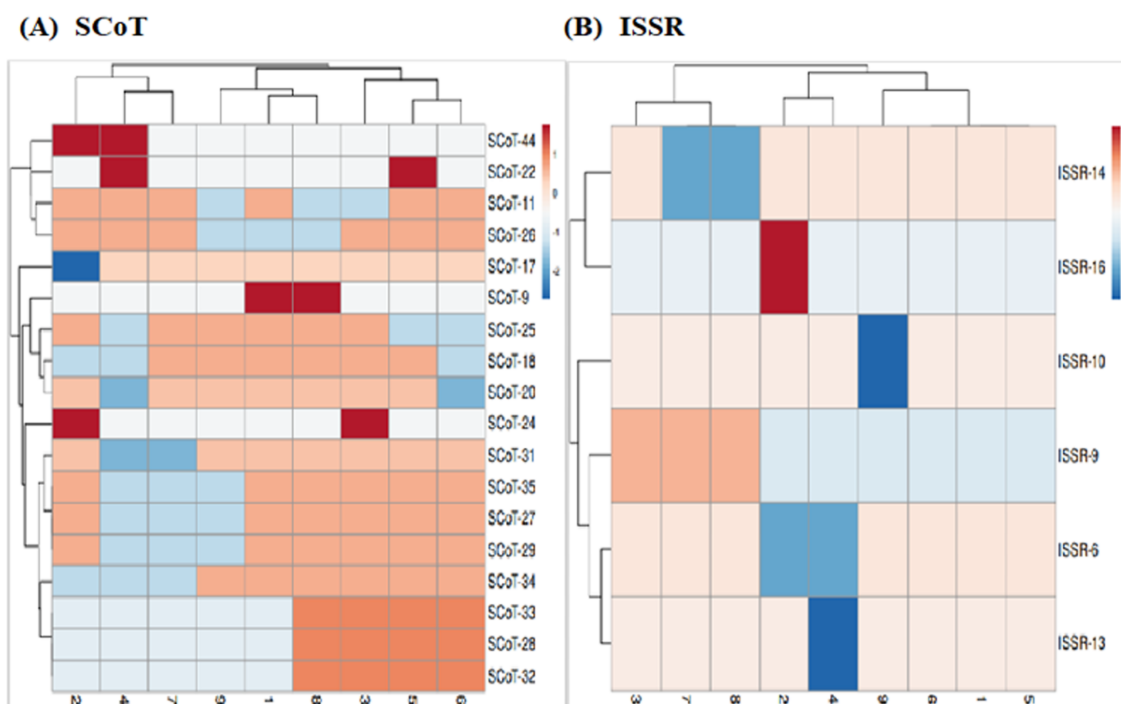 (A) SCoT
(B) ISSR
SCoT-44
SCoT-22
SCoT-11
SCoT-26
SCoT-17
SCoT-9
SCoT-25
SCoT-18
SCoT-20
SCoT-24
SCoT-31
SCoT-35
SCoT-27
SCoT-29
SCoT-34
SCoT-33
SCoT-28
SCoT-32
1
0
-1
-2
2 4 7 9 1 8 3 5 6
ISSR-14
ISSR-16
ISSR-10
ISSR-9
ISSR-6
ISSR-13
3 7 8 2 4 9 6 1 5